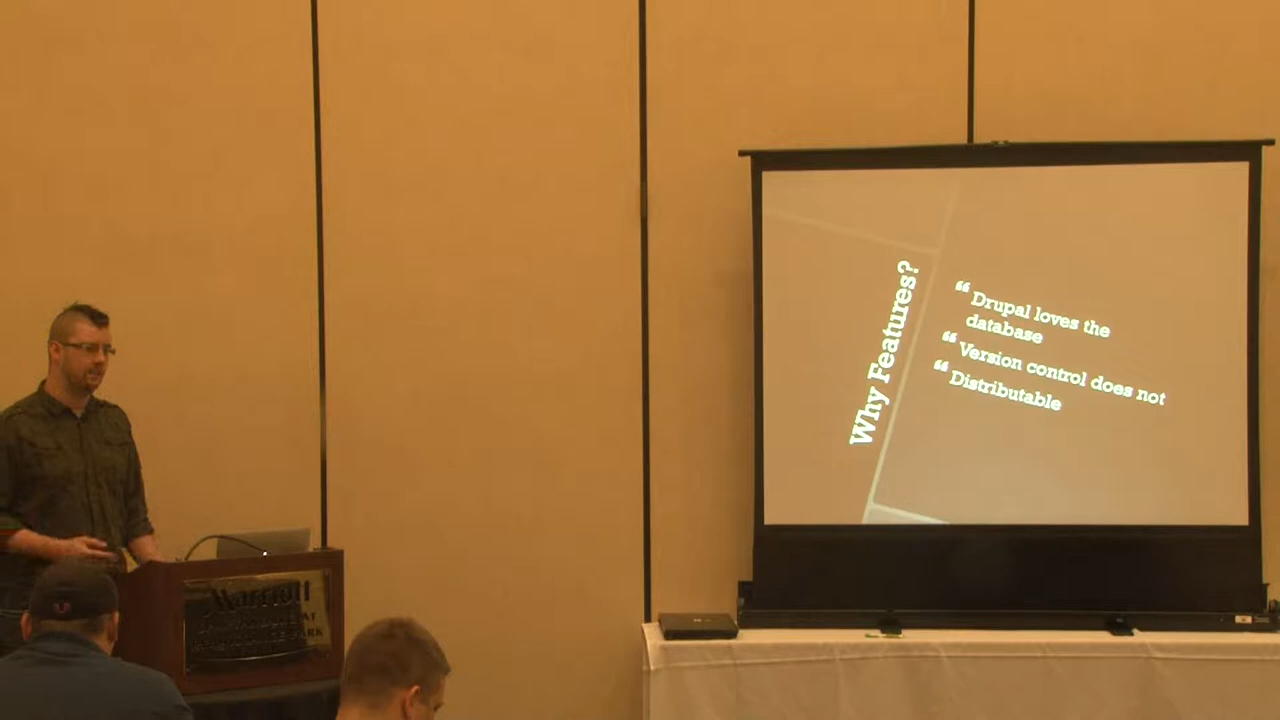 Why Features?
“ Drupal loves the
database
“ Version control does not
“ Distributable
Marriott